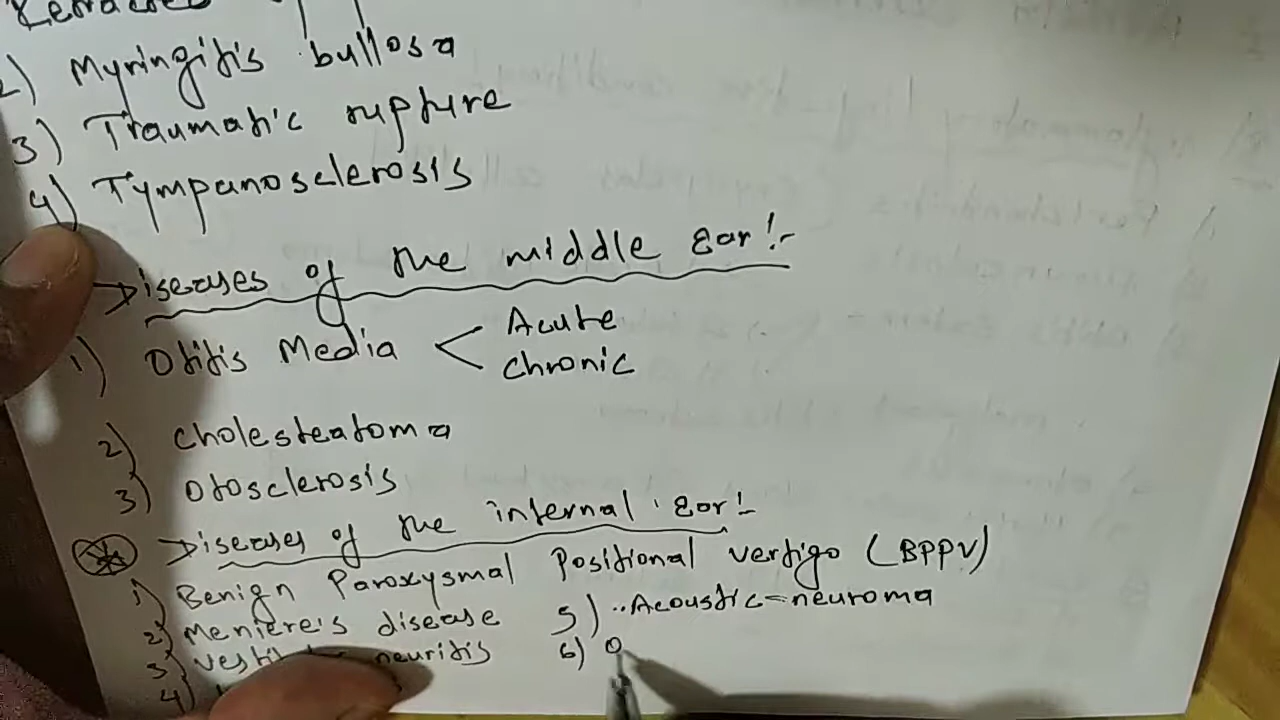 2) Myringitis bullosa
3) Traumatic rupture
4) Tympanosclerosis
Diseases of the middle Ear:-
1) Otitis Media < Acute
chronic
2) cholesteatoma
3) Otosclerosis
Diseases of the internal Ear:-
1) Benign Paroxysmal Positional vertigo (BPPV)
2) Meniere's disease 5) Acoustic neuroma
3) neuritis 6) O
4)